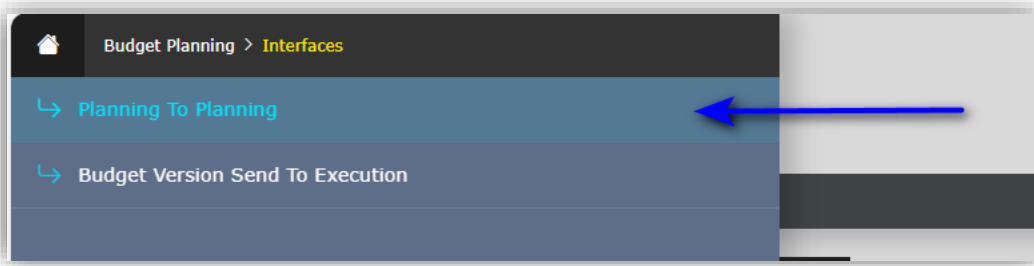 Budget Planning > Interfaces
Planning To Planning
Budget Version Send To Execution